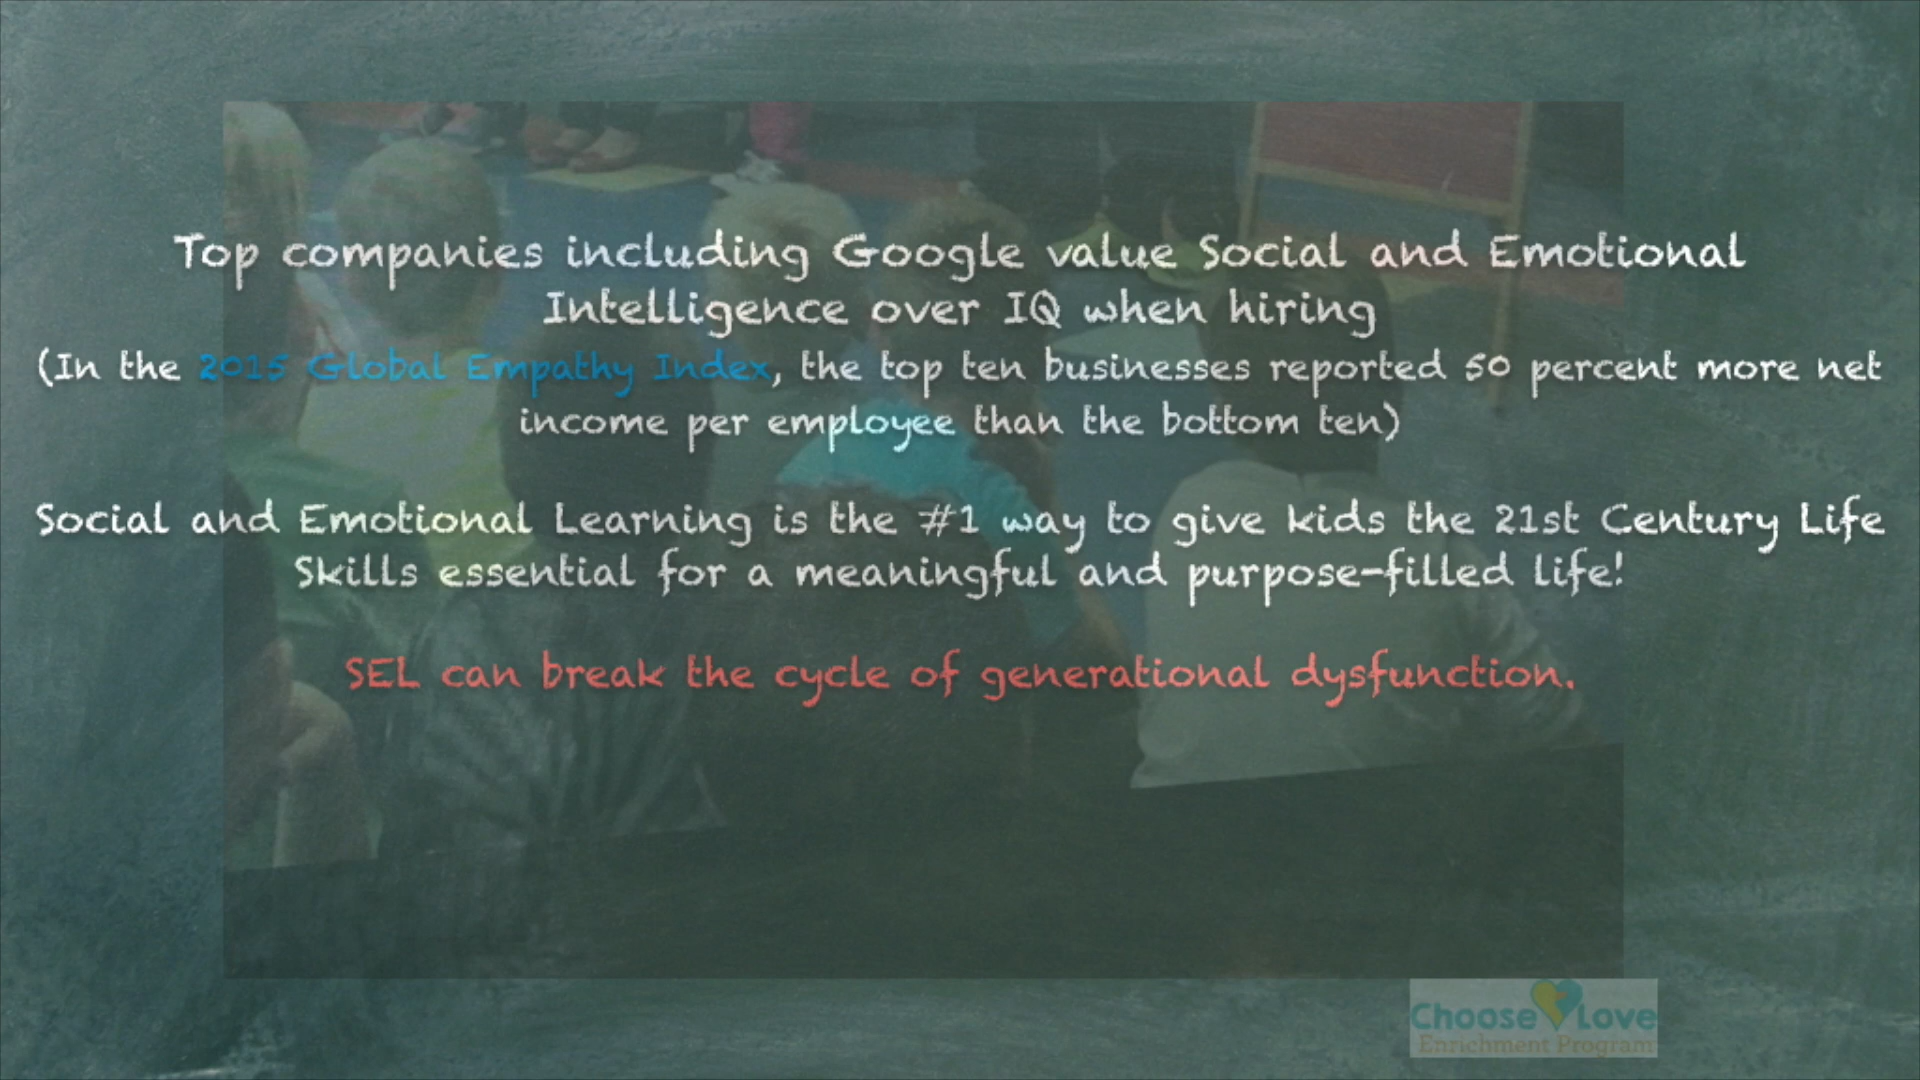 Top companies including Google value Social and Emotional
Intelligence over IQ when hiring
(In the 2015 Global Empathy Index, the top ten businesses reported 50 percent more net
income per employee than the bottom ten)
Social and Emotional Learning is the #1 way to give kids the 21st Century Life
Skills essential for a meaningful and purpose-filled life!
SEL can break the cycle of generational dysfunction.
Choose Love
Enrichment Program